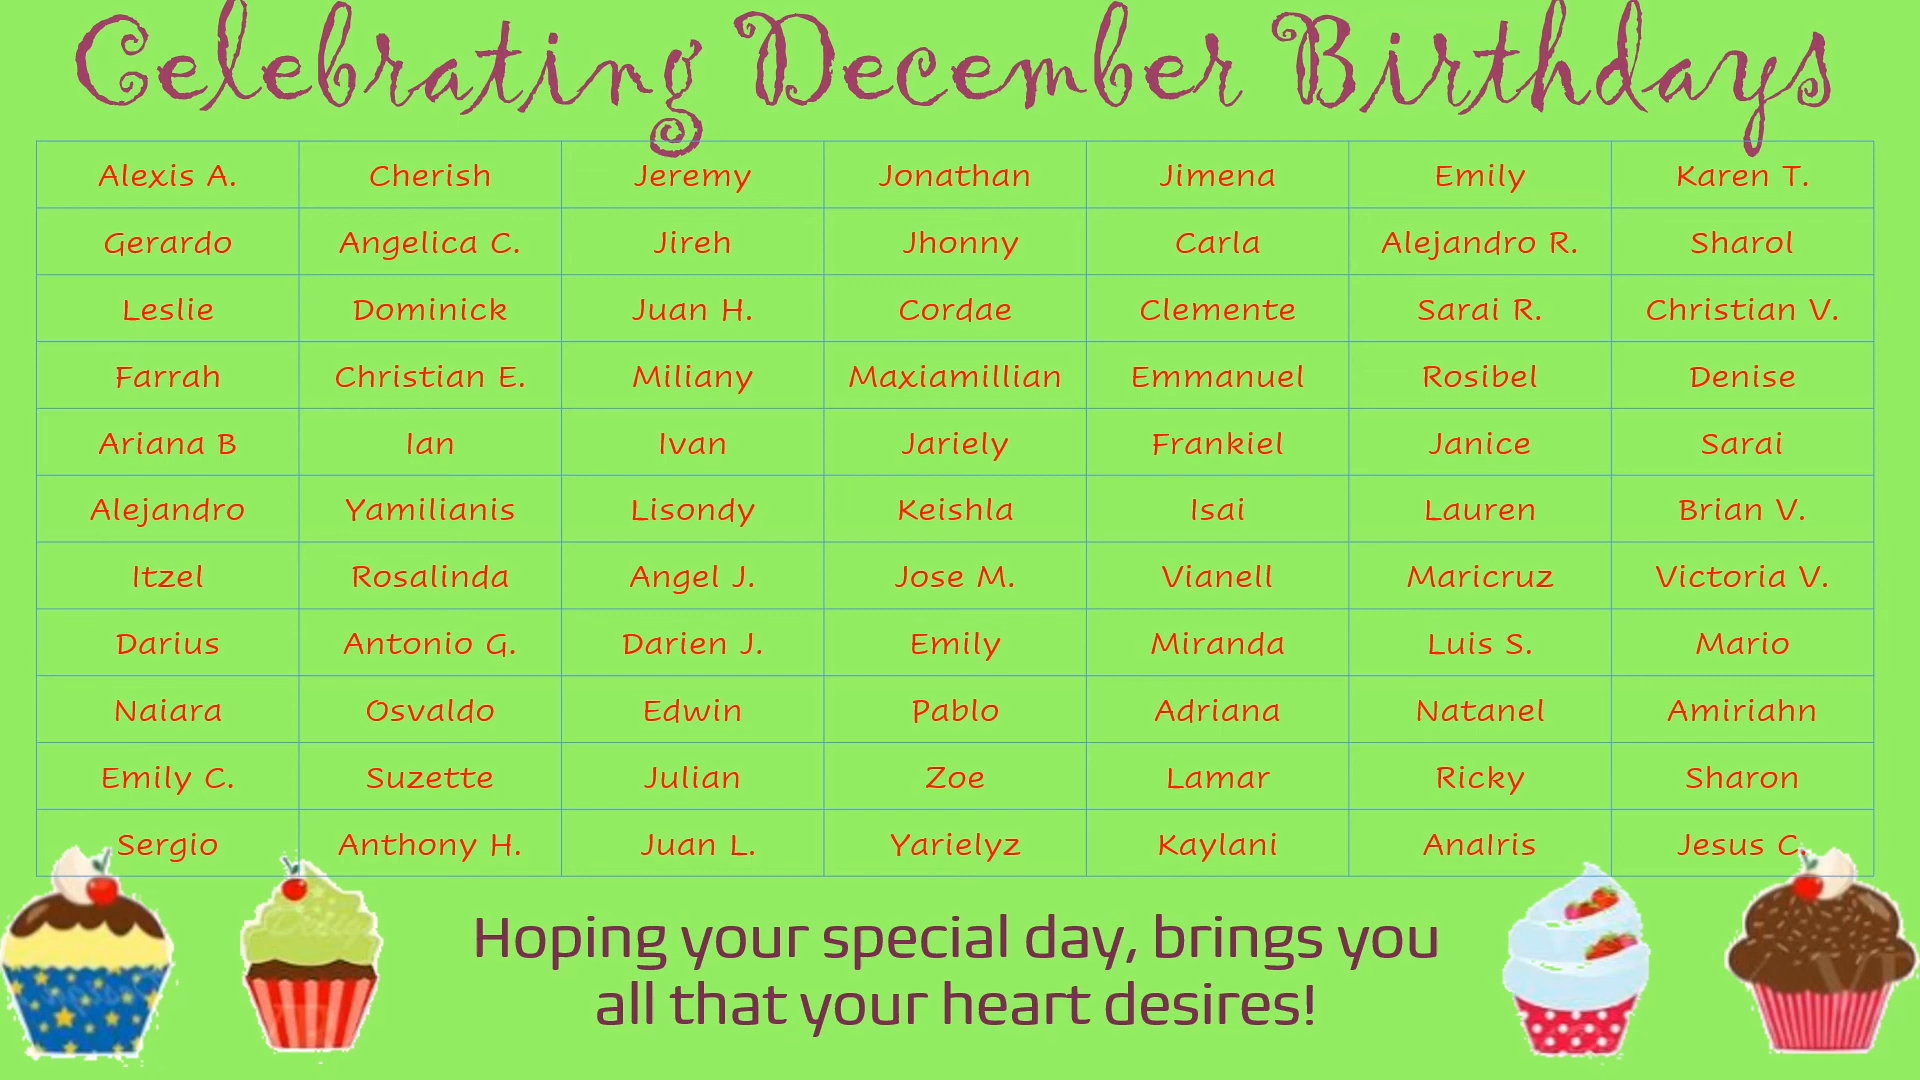 Celebrating December Birthdays
Alexis A. Cherish Jeremy Jonathan Jimena Emily Karen T.
Gerardo Angelica C. Jireh Jhonny Carla Alejandro R. Sharol
Leslie Dominick Juan H. Cordae Clemente Sarai R. Christian V.
Farrah Christian E. Miliany Maxiamillian Emmanuel Rosibel Denise
Ariana B Ian Ivan Jariely Frankiel Janice Sarai
Alejandro Yamilianis Lisondy Keishla Isai Lauren Brian V.
Itzel Rosalinda Angel J. Jose M. Vianell Maricruz Victoria V.
Darius Antonio G. Darien J. Emily Miranda Luis S. Mario
Naiara Osvaldo Edwin Pablo Adriana Natanel Amiriahn
Emily C. Suzette Julian Zoe Lamar Ricky Sharon
Sergio Anthony H. Juan L. Yarielyz Kaylani AnaIris Jesus C.
Hoping your special day, brings you
all that your heart desires!